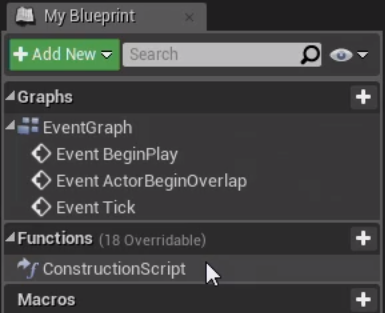 My Blueprint
Add New
Search
Graphs
EventGraph
Event BeginPlay
Event ActorBeginOverlap
Event Tick
Functions (18 Overridable)
ConstructionScript
Macros